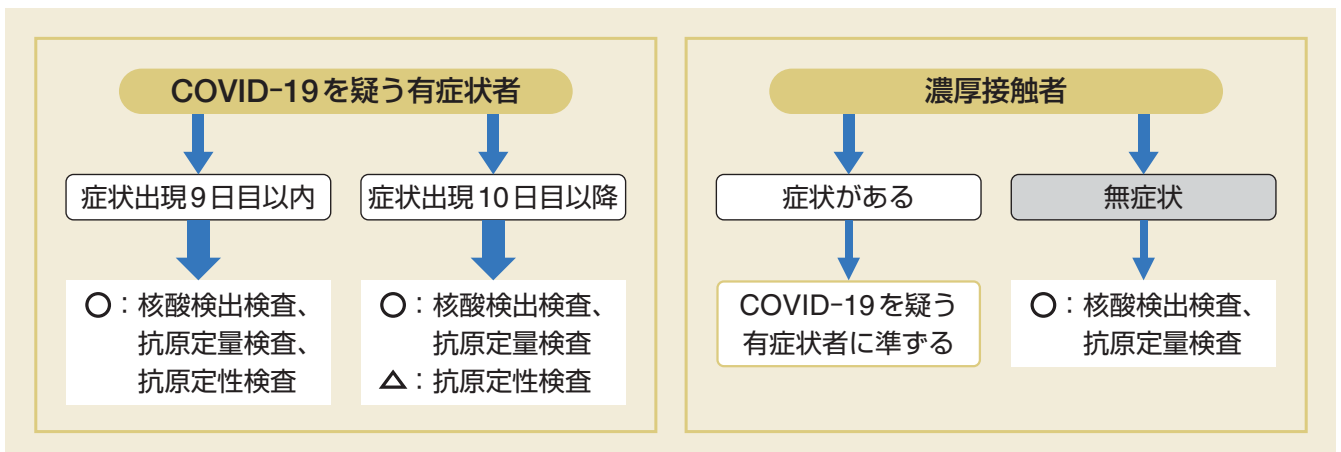 COVID-19を疑う有症状者
症状出現9日目以内
症状出現10日目以降
○：核酸検出検査、
抗原定量検査、
抗原定性検査
○：核酸検出検査、
抗原定量検査
△：抗原定性検査
濃厚接触者
症状がある
無症状
COVID-19を疑う
有症状者に準ずる
○：核酸検出検査、
抗原定量検査